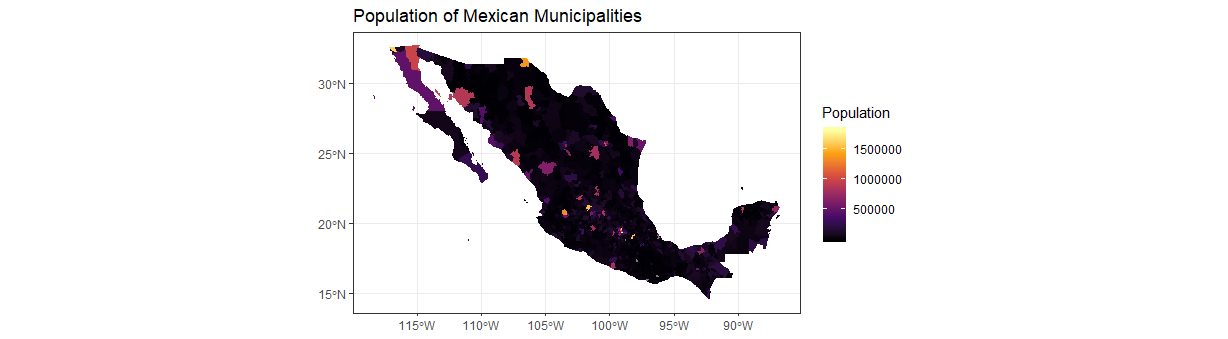 Population of Mexican Municipalities
30°N
25°N
20°N
15°N
115°W
110°W
105°W
100°W
95°W
90°W
Population
1500000
1000000
500000